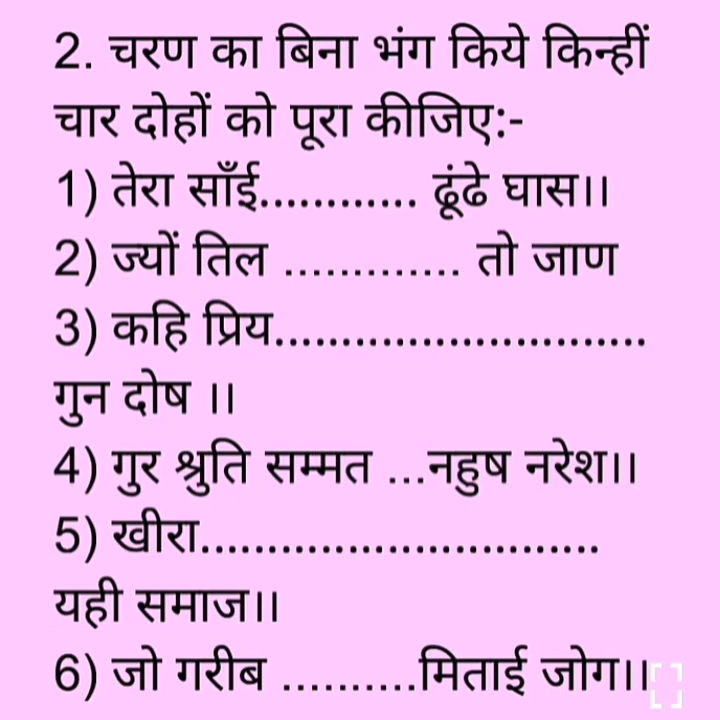 2. चरण का बिना भंग किये किन्हीं
चार दोहों को पूरा कीजिए:-
1) तेरा साँई............ ढूंढे घास।।
2) ज्यों तिल ............. तो जाण
3) कहि प्रिय............................
गुन दोष ।।
4) गुर श्रुति सम्मत ...नहुष नरेश।।
5) खीरा..............................
यही समाज।।
6) जो गरीब ..........मिताई जोग।।